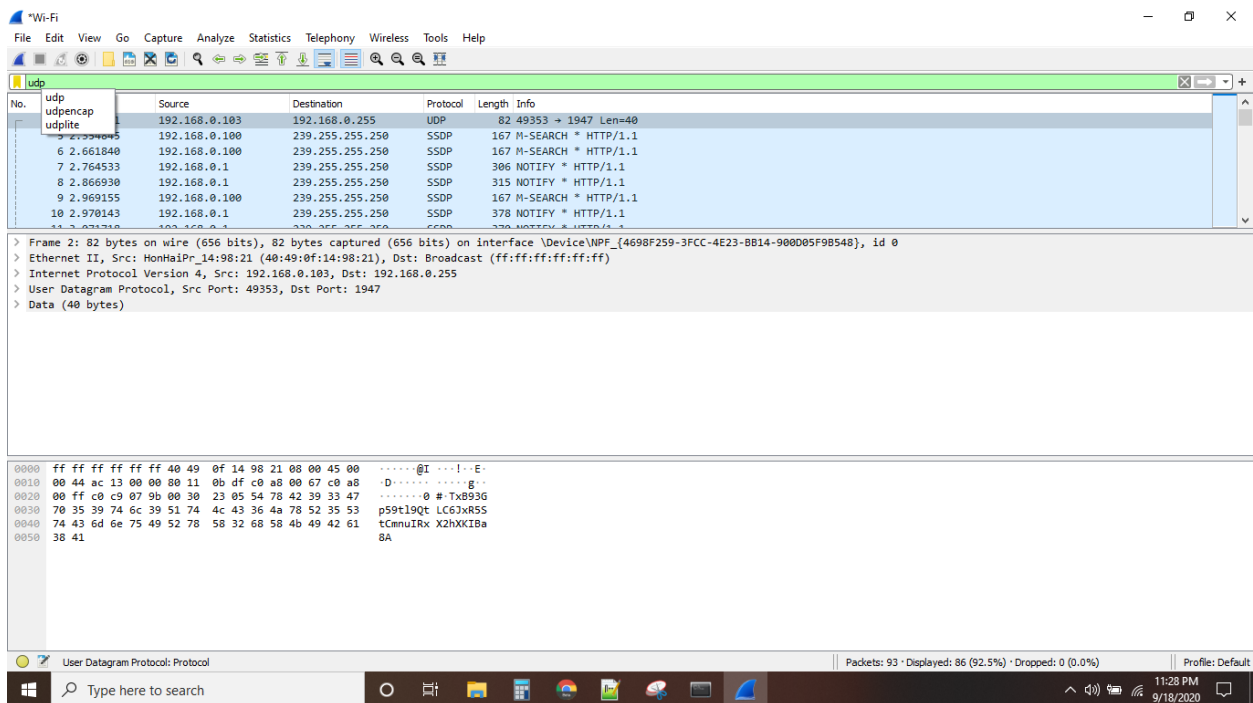 *Wi-Fi
File Edit View Go Capture Analyze Statistics Telephony Wireless Tools Help
udp
udp
udpencap
udplite
No. Source Destination Protocol Length Info
1 192.168.0.103 192.168.0.255 UDP 82 49353 → 1947 Len=40
5 2.554845 192.168.0.100 239.255.255.250 SSDP 167 M-SEARCH * HTTP/1.1
6 2.661840 192.168.0.100 239.255.255.250 SSDP 167 M-SEARCH * HTTP/1.1
7 2.764533 192.168.0.1 239.255.255.250 SSDP 306 NOTIFY * HTTP/1.1
8 2.866930 192.168.0.1 239.255.255.250 SSDP 315 NOTIFY * HTTP/1.1
9 2.969155 192.168.0.100 239.255.255.250 SSDP 167 M-SEARCH * HTTP/1.1
10 2.970143 192.168.0.1 239.255.255.250 SSDP 378 NOTIFY * HTTP/1.1
> Frame 2: 82 bytes on wire (656 bits), 82 bytes captured (656 bits) on interface \Device\NPF_{4698F259-3FCC-4E23-BB14-900D05F9B548}, id 0
> Ethernet II, Src: HonHaiPr_14:98:21 (40:49:0f:14:98:21), Dst: Broadcast (ff:ff:ff:ff:ff:ff)
> Internet Protocol Version 4, Src: 192.168.0.103, Dst: 192.168.0.255
> User Datagram Protocol, Src Port: 49353, Dst Port: 1947
> Data (40 bytes)
0000 ff ff ff ff ff ff 40 49 0f 14 98 21 08 00 45 00 ······@I ···!··E·
0010 00 44 ac 13 00 00 80 11 0b df c0 a8 00 67 c0 a8 ·D······ ·····g··
0020 00 ff c0 c9 07 9b 00 30 23 05 54 78 42 39 33 47 ·······0 #·TxB93G
0030 70 35 39 74 6c 39 51 74 4c 43 36 4a 78 52 35 53 p59tl9Qt LC6JxR5S
0040 74 43 6d 6e 75 49 52 78 58 32 68 58 4b 49 42 61 tCmnuIRx X2hXKIBa
0050 38 41 8A
User Datagram Protocol: Protocol
Packets: 93 · Displayed: 86 (92.5%) · Dropped: 0 (0.0%)
Profile: Default
Type here to search
11:28 PM
9/18/2020